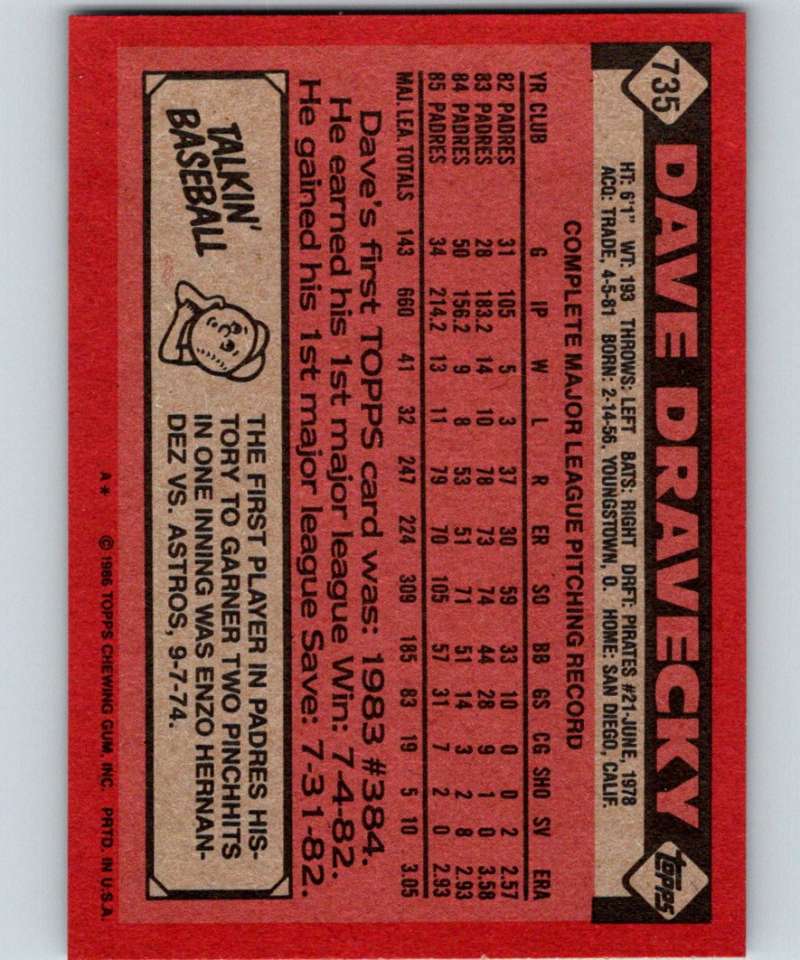 735
DAVE DRAVECKY
TOPPS
HT: 6'1" WT: 193 THROWS: LEFT BATS: RIGHT DRFT: PIRATES #21-JUNE, 1978
ACQ: TRADE, 4-5-81 BORN: 2-14-56, YOUNGSTOWN, O. HOME: SAN DIEGO, CALIF.
COMPLETE MAJOR LEAGUE PITCHING RECORD
YR CLUB G IP W L R ER SO BB GS CG SHO SV ERA
82 PADRES 31 105 5 3 37 30 59 33 10 0 0 2 2.57
83 PADRES 28 183.2 14 10 78 73 74 44 28 9 1 0 3.58
84 PADRES 50 156.2 9 8 53 51 71 51 14 3 2 8 2.93
85 PADRES 34 214.2 13 11 79 70 105 57 31 7 2 0 2.93
MAJ. LEA. TOTALS 143 660 41 32 247 224 309 185 83 19 5 10 3.05
Dave's first TOPPS card was: 1983 #384.
He earned his 1st major league Win: 7-4-82.
He gained his 1st major league Save: 7-31-82.
TALKIN'
BASEBALL
THE FIRST PLAYER IN PADRES HIS-
TORY TO GARNER TWO PINCHHITS
IN ONE INNING WAS ENZO HERNAN-
DEZ VS. ASTROS, 9-7-74.
A* © 1986 TOPPS CHEWING GUM, INC. PRTD. IN U.S.A.